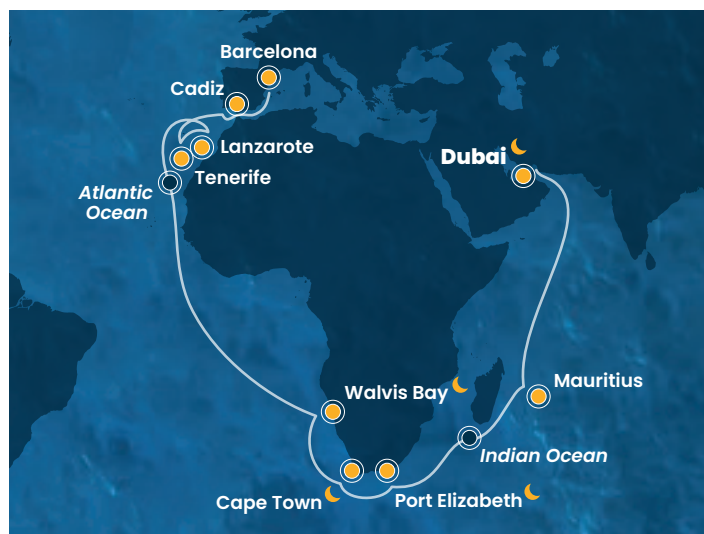 Barcelona
Cadiz
Lanzarote
Tenerife
Dubai
Atlantic
Ocean
Walvis Bay
Mauritius
Indian Ocean
Cape Town
Port Elizabeth